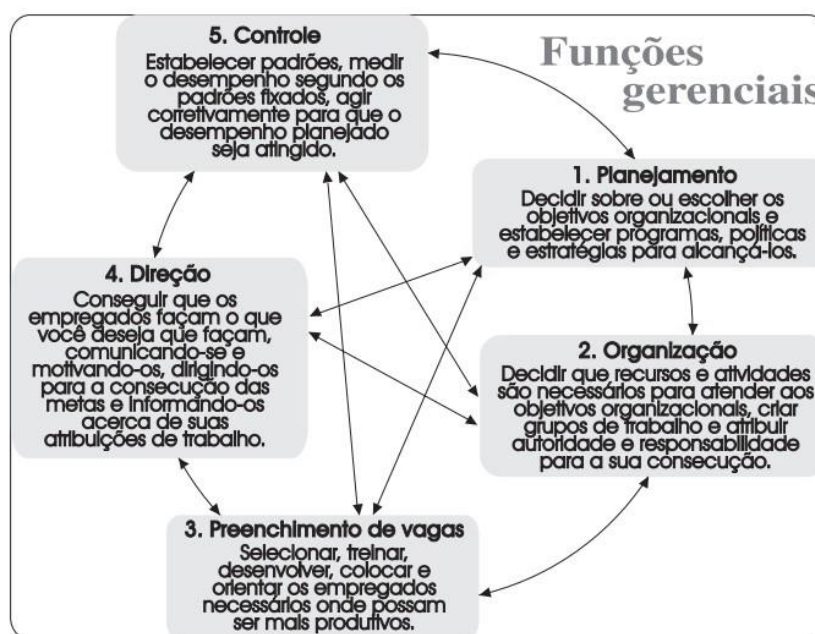 Funções
gerenciais
5. Controle
Estabelecer padrões, medir
o desempenho segundo os
padrões fixados, agir
corretivamente para que o
desempenho planejado
seja atingido.
1. Planejamento
Decidir sobre ou escolher os
objetivos organizacionais e
estabelecer programas, políticas
e estratégias para alcançá-los.
4. Direção
Conseguir que os
empregados façam o que
você deseja que façam,
comunicando-se e
motivando-os, dirigindo-os
para a consecução das
metas e informando-os
acerca de suas
atribuições de trabalho.
2. Organização
Decidir que recursos e atividades
são necessários para atender aos
objetivos organizacionais, criar
grupos de trabalho e atribuir
autoridade e responsabilidade
para a sua consecução.
3. Preenchimento de vagas
Selecionar, treinar,
desenvolver, colocar e
orientar os empregados
necessários onde possam
ser mais produtivos.